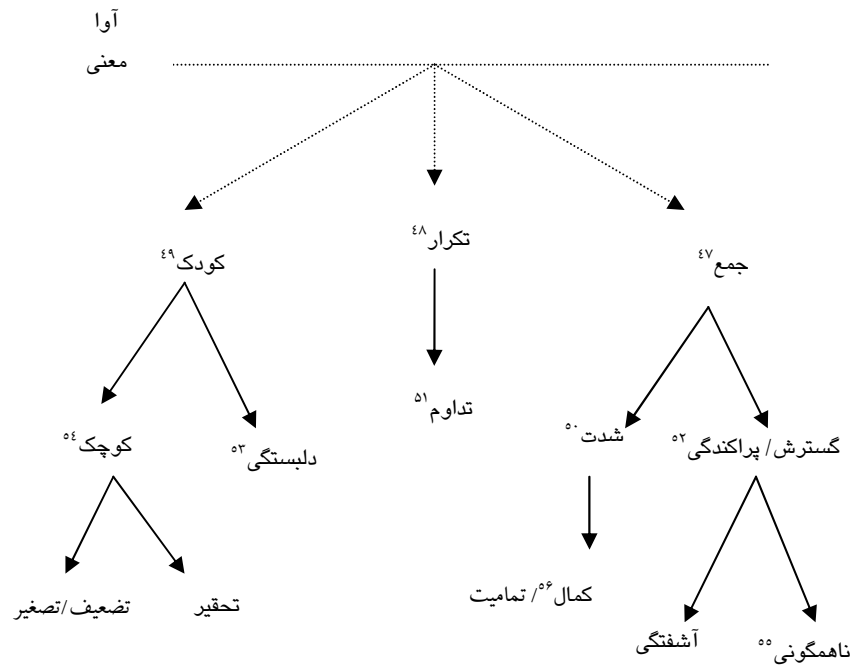 آوا
معنی
جمع۴۷
تکرار۴۸
کودک۴۹
گسترش/ پراکندگی۵۲
شدت۵۰
تداوم۵۱
دلبستگی۵۳
کوچک۵۴
ناهمگونی۵۵
آشفتگی
کمال۵۶/ تمامیت
تحقیر
تضعیف/تصغیر